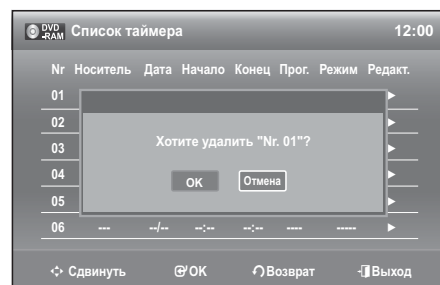 DVD-RAM Список таймера 12:00
Nr Носитель Дата Начало Конец Прог. Режим Редакт.
01
02
03
04
05
Хотите удалить "Nr. 01"?
OK Отмена
06 --- --/-- --:-- --:-- ---- ----- 
Сдвинуть OK Возврат Выход